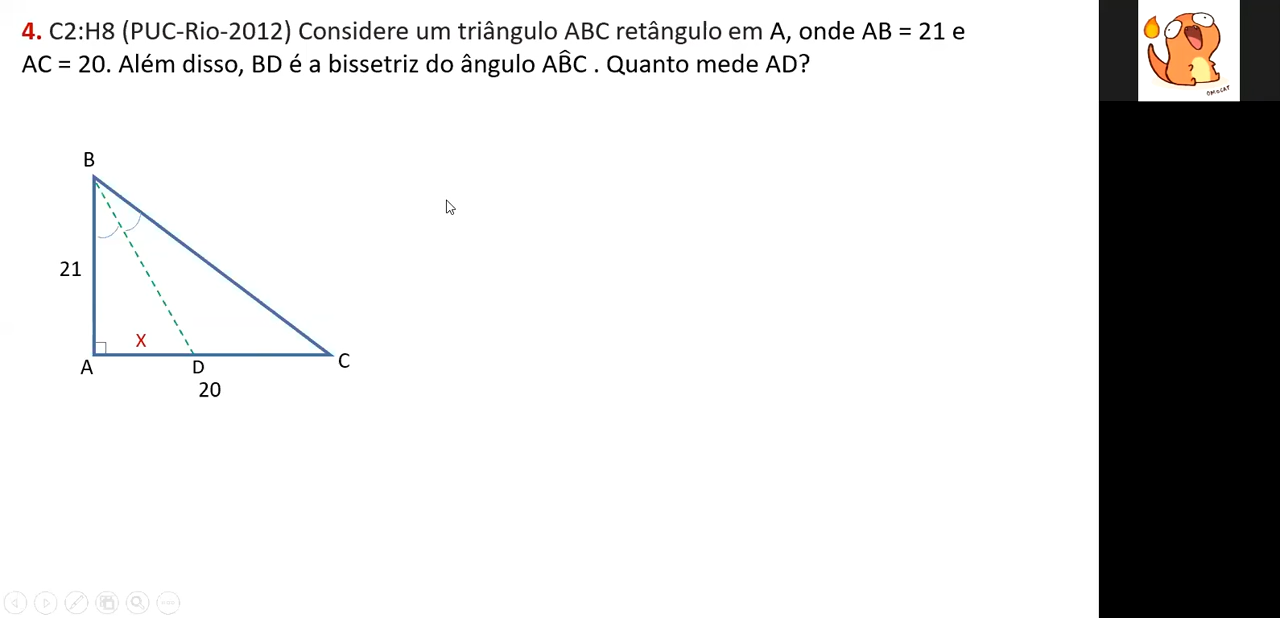 4. C2:H8 (PUC-Rio-2012) Considere um triângulo ABC retângulo em A, onde AB = 21 e
AC = 20. Além disso, BD é a bissetriz do ângulo AB̂C . Quanto mede AD?
B
21
X
A
D
C
20
OMOCAT